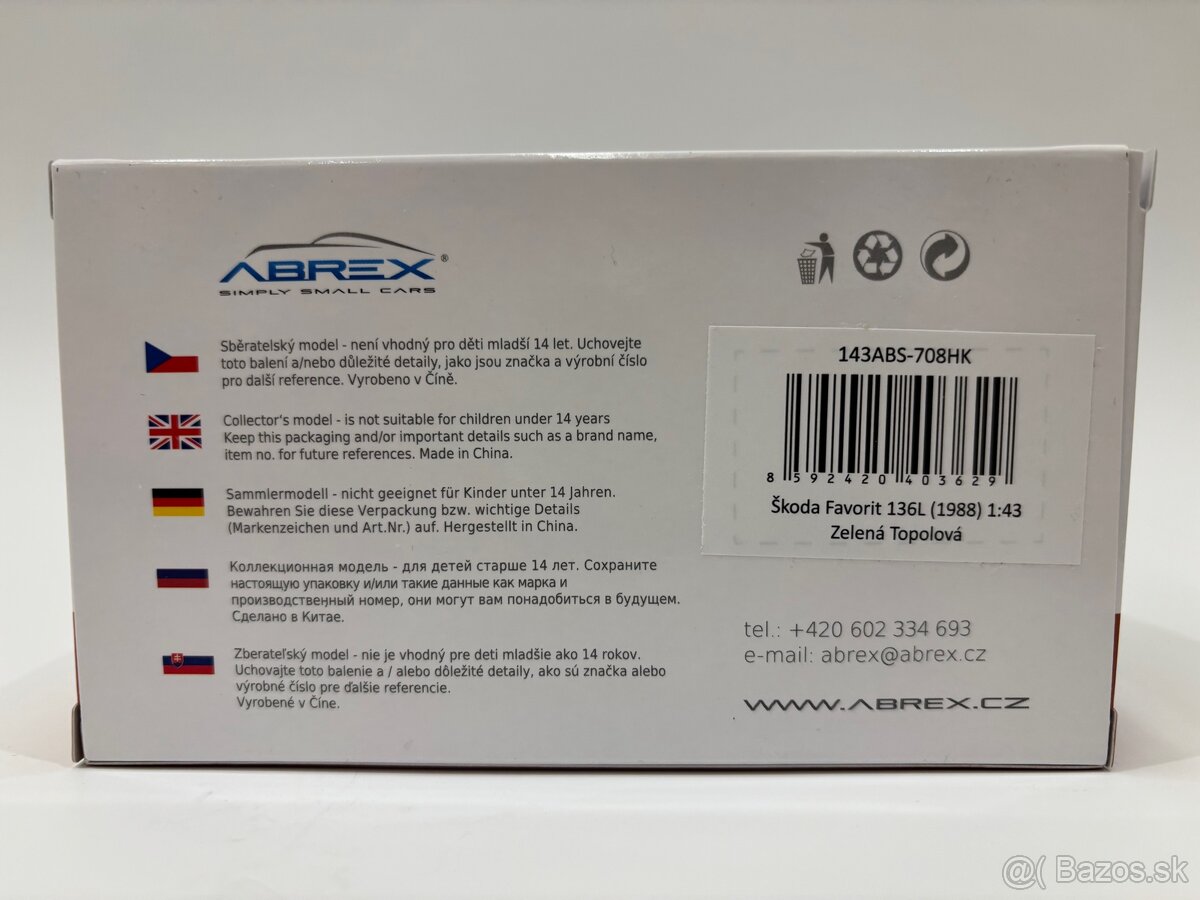 ABREX®
SIMPLY SMALL CARS
Sběratelský model - není vhodný pro děti mladší 14 let. Uchovejte
toto balení a/nebo důležité detaily, jako jsou značka a výrobní číslo
pro další reference. Vyrobeno v Číně.
Collector's model - is not suitable for children under 14 years
Keep this packaging and/or important details such as a brand name,
item no. for future references. Made in China.
Sammlermodell - nicht geeignet für Kinder unter 14 Jahren.
Bewahren Sie diese Verpackung bzw. wichtige Details
(Markenzeichen und Art.Nr.) auf. Hergestellt in China.
Коллекционная модель - для детей старше 14 лет. Сохраните
настоящую упаковку и/или такие данные как марка и
производственный номер, они могут вам понадобиться в будущем.
Сделано в Китае.
Zberateľský model - nie je vhodný pre deti mladšie ako 14 rokov.
Uchovajte toto balenie a / alebo dôležité detaily, ako sú značka alebo
výrobné číslo pre ďalšie referencie.
Vyrobené v Číne.
143ABS-708HK
8 592420 403629
Škoda Favorit 136L (1988) 1:43
Zelená Topolová
tel.: +420 602 334 693
e-mail: abrex@abrex.cz
WWW.ABREX.CZ
@( Bazos.sk